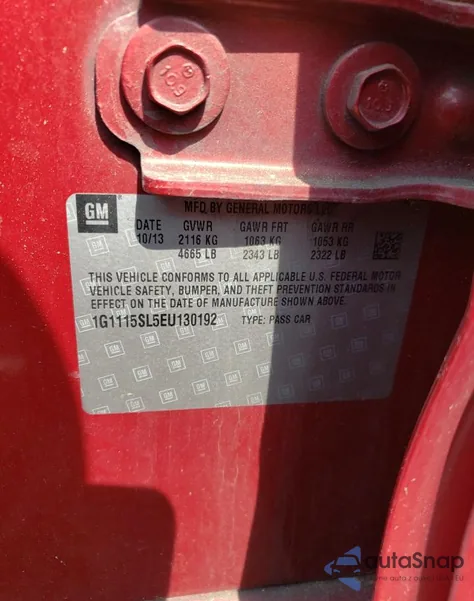 109
109
GM
MFD BY GENERAL MOTORS LLC
DATE GVWR GAWR FRT GAWR RR
10/13 2116 KG 1063 KG 1053 KG
4665 LB 2343 LB 2322 LB
THIS VEHICLE CONFORMS TO ALL APPLICABLE U.S. FEDERAL MOTOR
VEHICLE SAFETY, BUMPER, AND THEFT PREVENTION STANDARDS IN
EFFECT ON THE DATE OF MANUFACTURE SHOWN ABOVE.
1G1115SL5EU130192 TYPE: PASS CAR
autoSnap